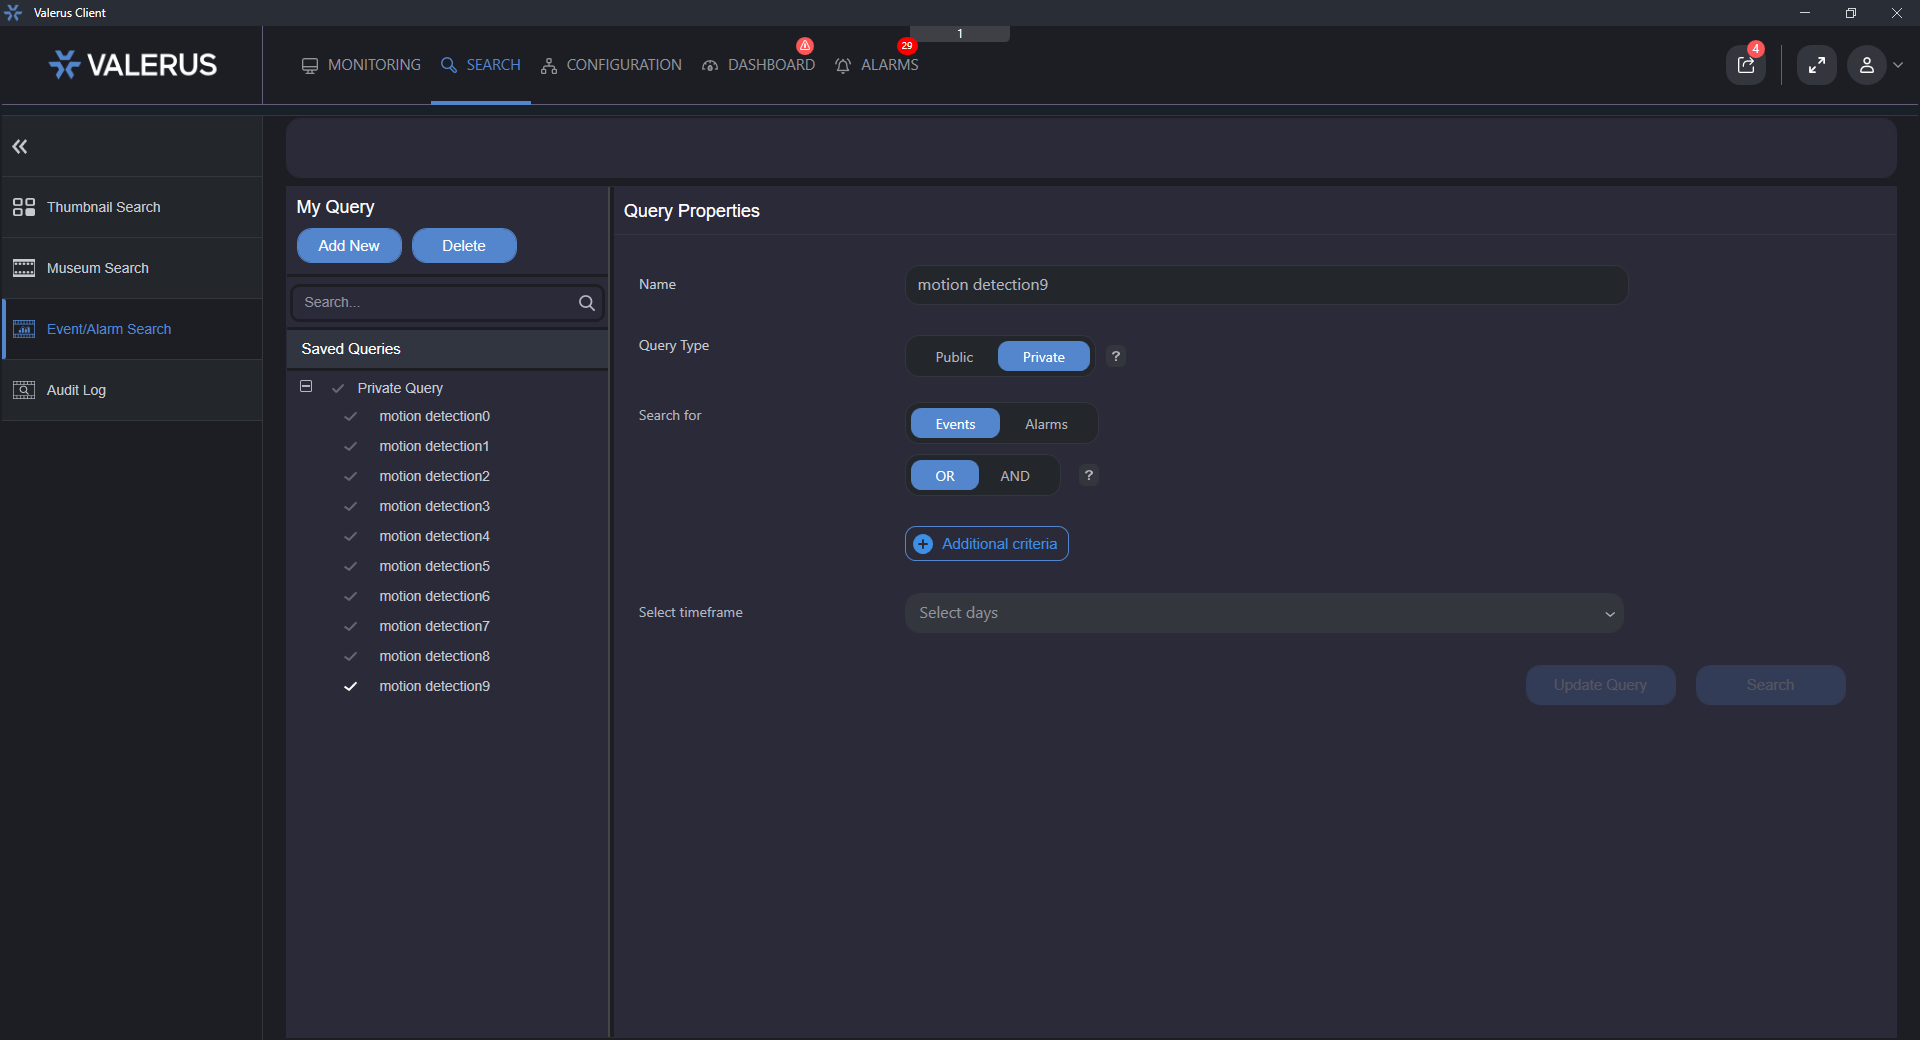 Valerus Client
1
VALERUS
MONITORING
SEARCH
CONFIGURATION
DASHBOARD
29
ALARMS
4
Thumbnail Search
Museum Search
Event/Alarm Search
Audit Log
My Query
Add New
Delete
Search...
Saved Queries
Private Query
motion detection0
motion detection1
motion detection2
motion detection3
motion detection4
motion detection5
motion detection6
motion detection7
motion detection8
motion detection9
Query Properties
Name
motion detection9
Query Type
Public
Private
?
Search for
Events
Alarms
OR
AND
?
Additional criteria
Select timeframe
Select days
Update Query
Search